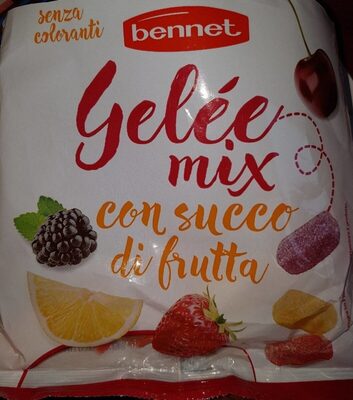 senza
coloranti
bennet
Gelée
mix
con succo
di frutta